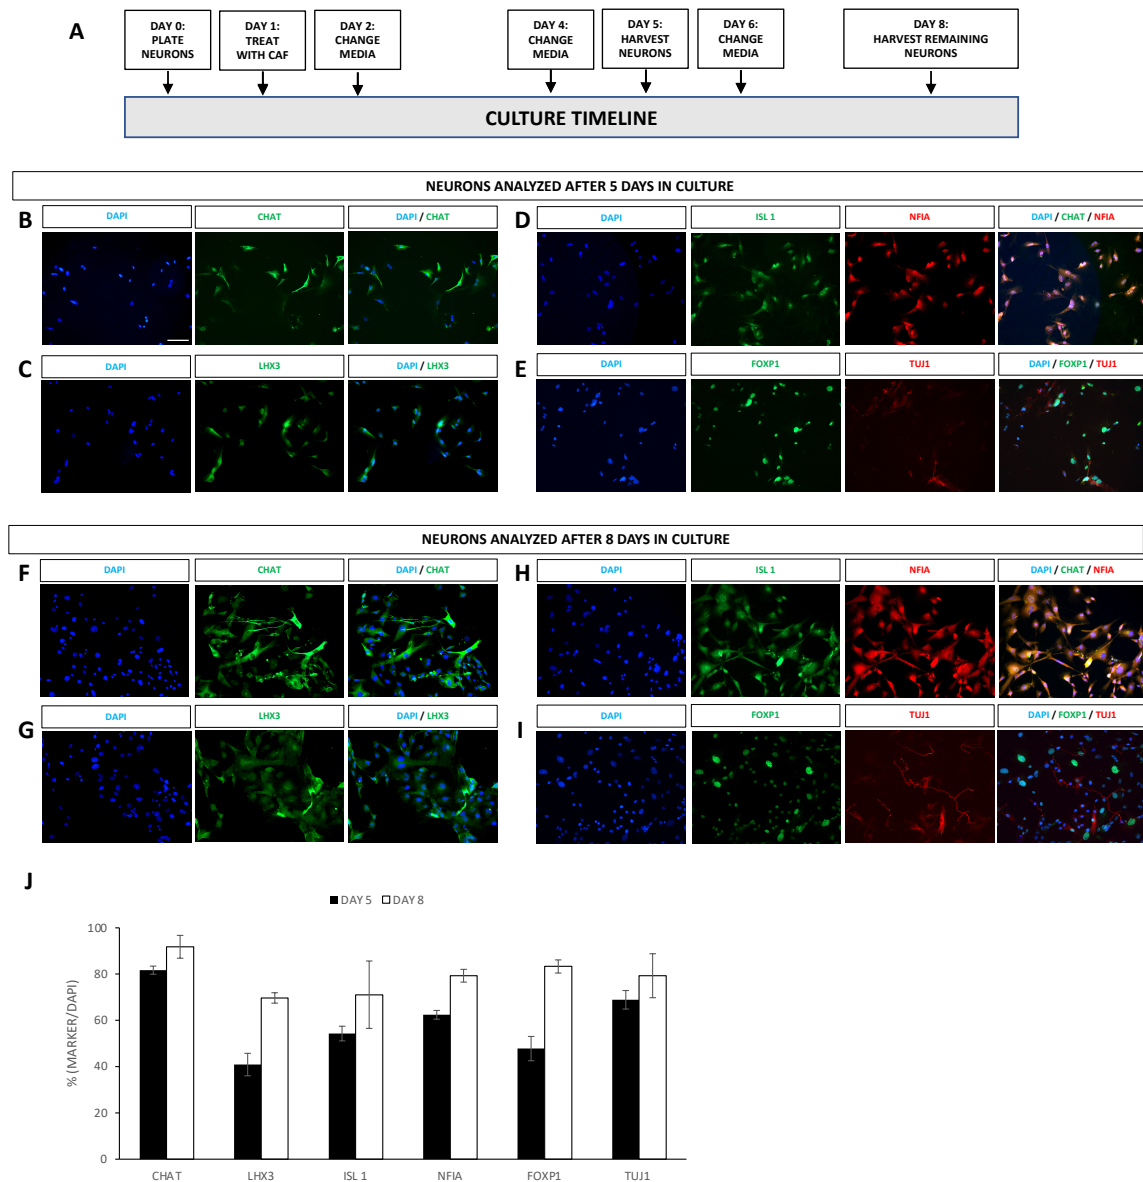 A
DAY 0:
PLATE
NEURONS
DAY 1:
TREAT
WITH CAF
DAY 2:
CHANGE
MEDIA
DAY 4:
CHANGE
MEDIA
DAY 5:
HARVEST
NEURONS
DAY 6:
CHANGE
MEDIA
DAY 8:
HARVEST REMAINING
NEURONS
CULTURE TIMELINE
NEURONS ANALYZED AFTER 5 DAYS IN CULTURE
B
DAPI
CHAT
DAPI / CHAT
D
DAPI
ISL 1
NFIA
DAPI / CHAT / NFIA
C
DAPI
LHX3
DAPI / LHX3
E
DAPI
FOXP1
TUJ1
DAPI / FOXP1 / TUJ1
NEURONS ANALYZED AFTER 8 DAYS IN CULTURE
F
DAPI
CHAT
DAPI / CHAT
H
DAPI
ISL 1
NFIA
DAPI / CHAT / NFIA
G
DAPI
LHX3
DAPI / LHX3
I
DAPI
FOXP1
TUJ1
DAPI / FOXP1 / TUJ1
J
DAY 5 DAY 8
% (MARKER/DAPI)
100
80
60
40
20
0
CHAT LHX3 ISL 1 NFIA FOXP1 TUJ1